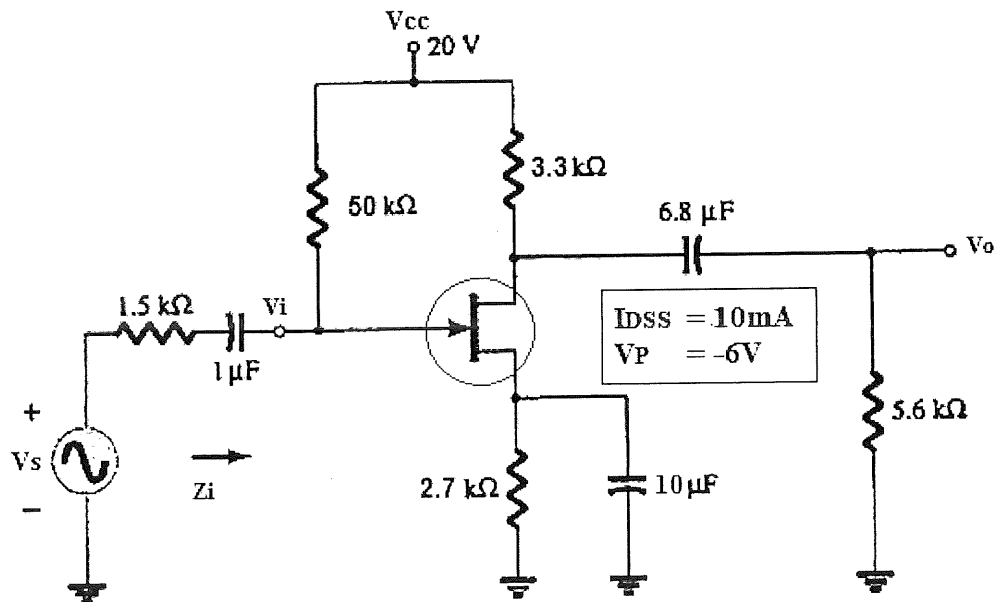 Vcc
20 V
3.3 kΩ
50 kΩ
6.8 µF
Vo
1.5 kΩ
Vi
1 µF
IDSS = 10mA
VP = -6V
+
Vs
−
Zi
5.6 kΩ
2.7 kΩ
10 µF